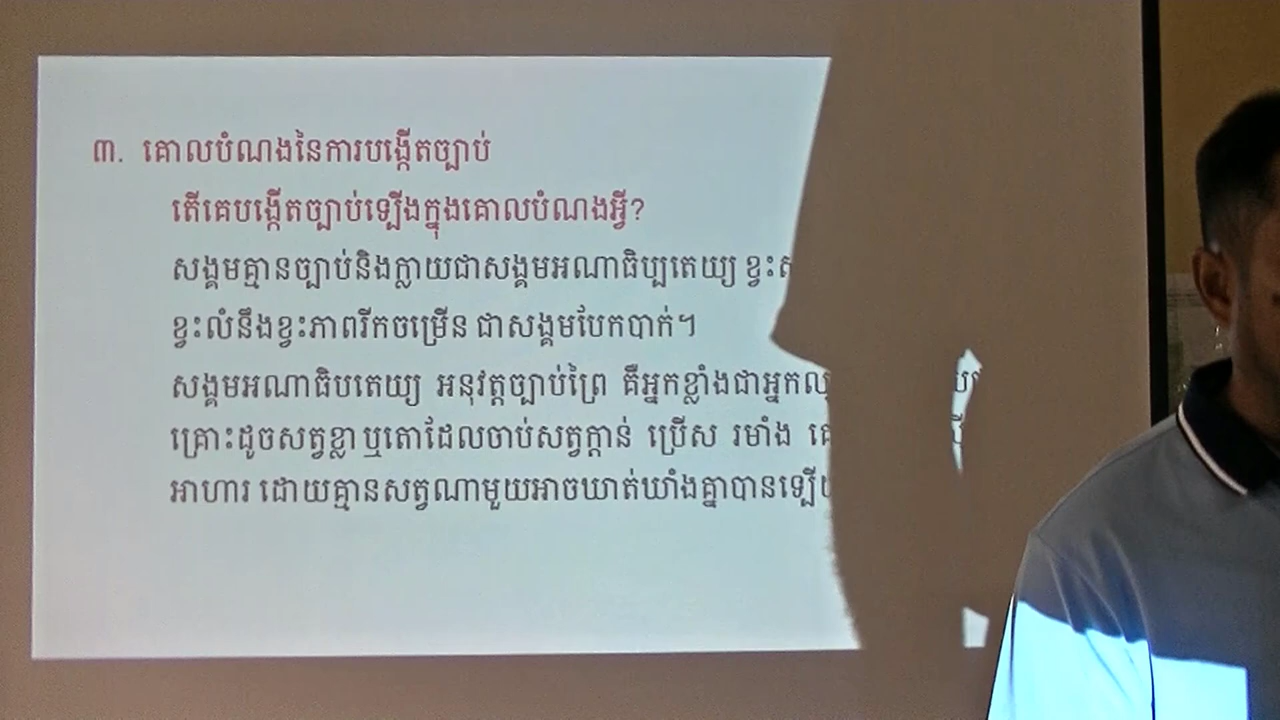 ៣. គោលបំណងនៃការបង្កើតច្បាប់
តើគេបង្កើតច្បាប់ឡើងក្នុងគោលបំណងអ្វី?
សង្គមគ្មានច្បាប់និងក្លាយជាសង្គមអណាធិប្បតេយ្យ ខ្វះ
ខ្វះលំនឹងខ្វះភាពរីកចម្រើន ជាសង្គមបែកបាក់។
សង្គមអណាធិបតេយ្យ អនុវត្តច្បាប់ព្រៃ គឺអ្នកខ្លាំងជាអ្នក
គ្រោះដូចសត្វខ្លា ឬតោដែលចាប់សត្វក្តាន់ ប្រើស រមាំង
អាហារ ដោយគ្មានសត្វណាមួយអាចឃាត់ឃាំងគ្នាបាន